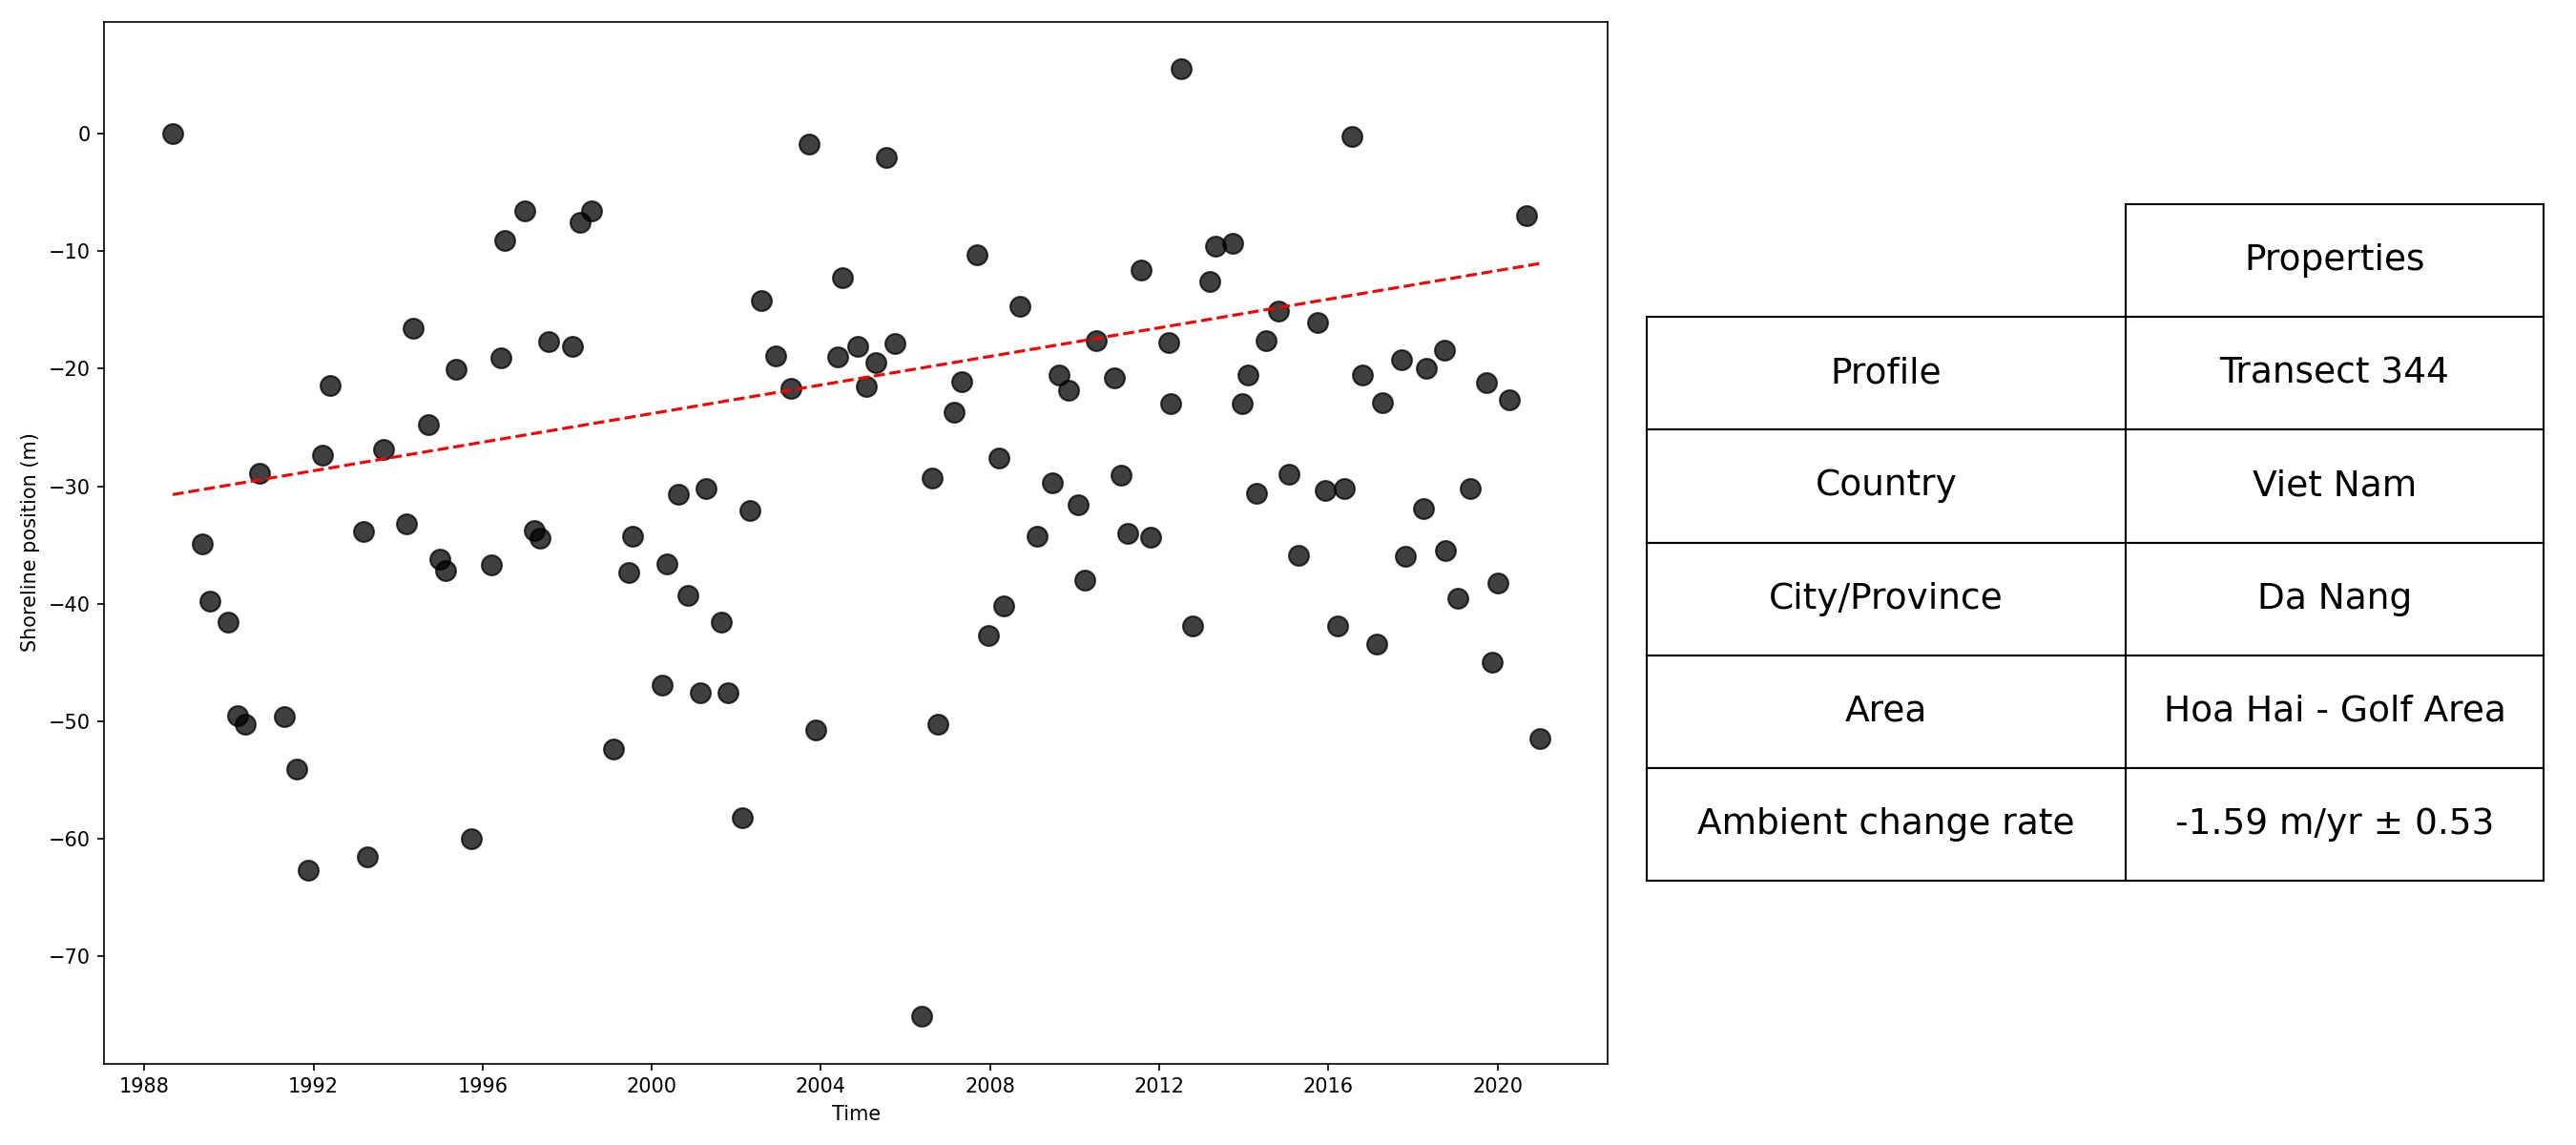 Shoreline position (m)
0
−10
−20
−30
−40
−50
−60
−70
1988 1992 1996 2000 2004 2008 2012 2016 2020
Time
Properties
Profile Transect 344
Country Viet Nam
City/Province Da Nang
Area Hoa Hai - Golf Area
Ambient change rate -1.59 m/yr ± 0.53